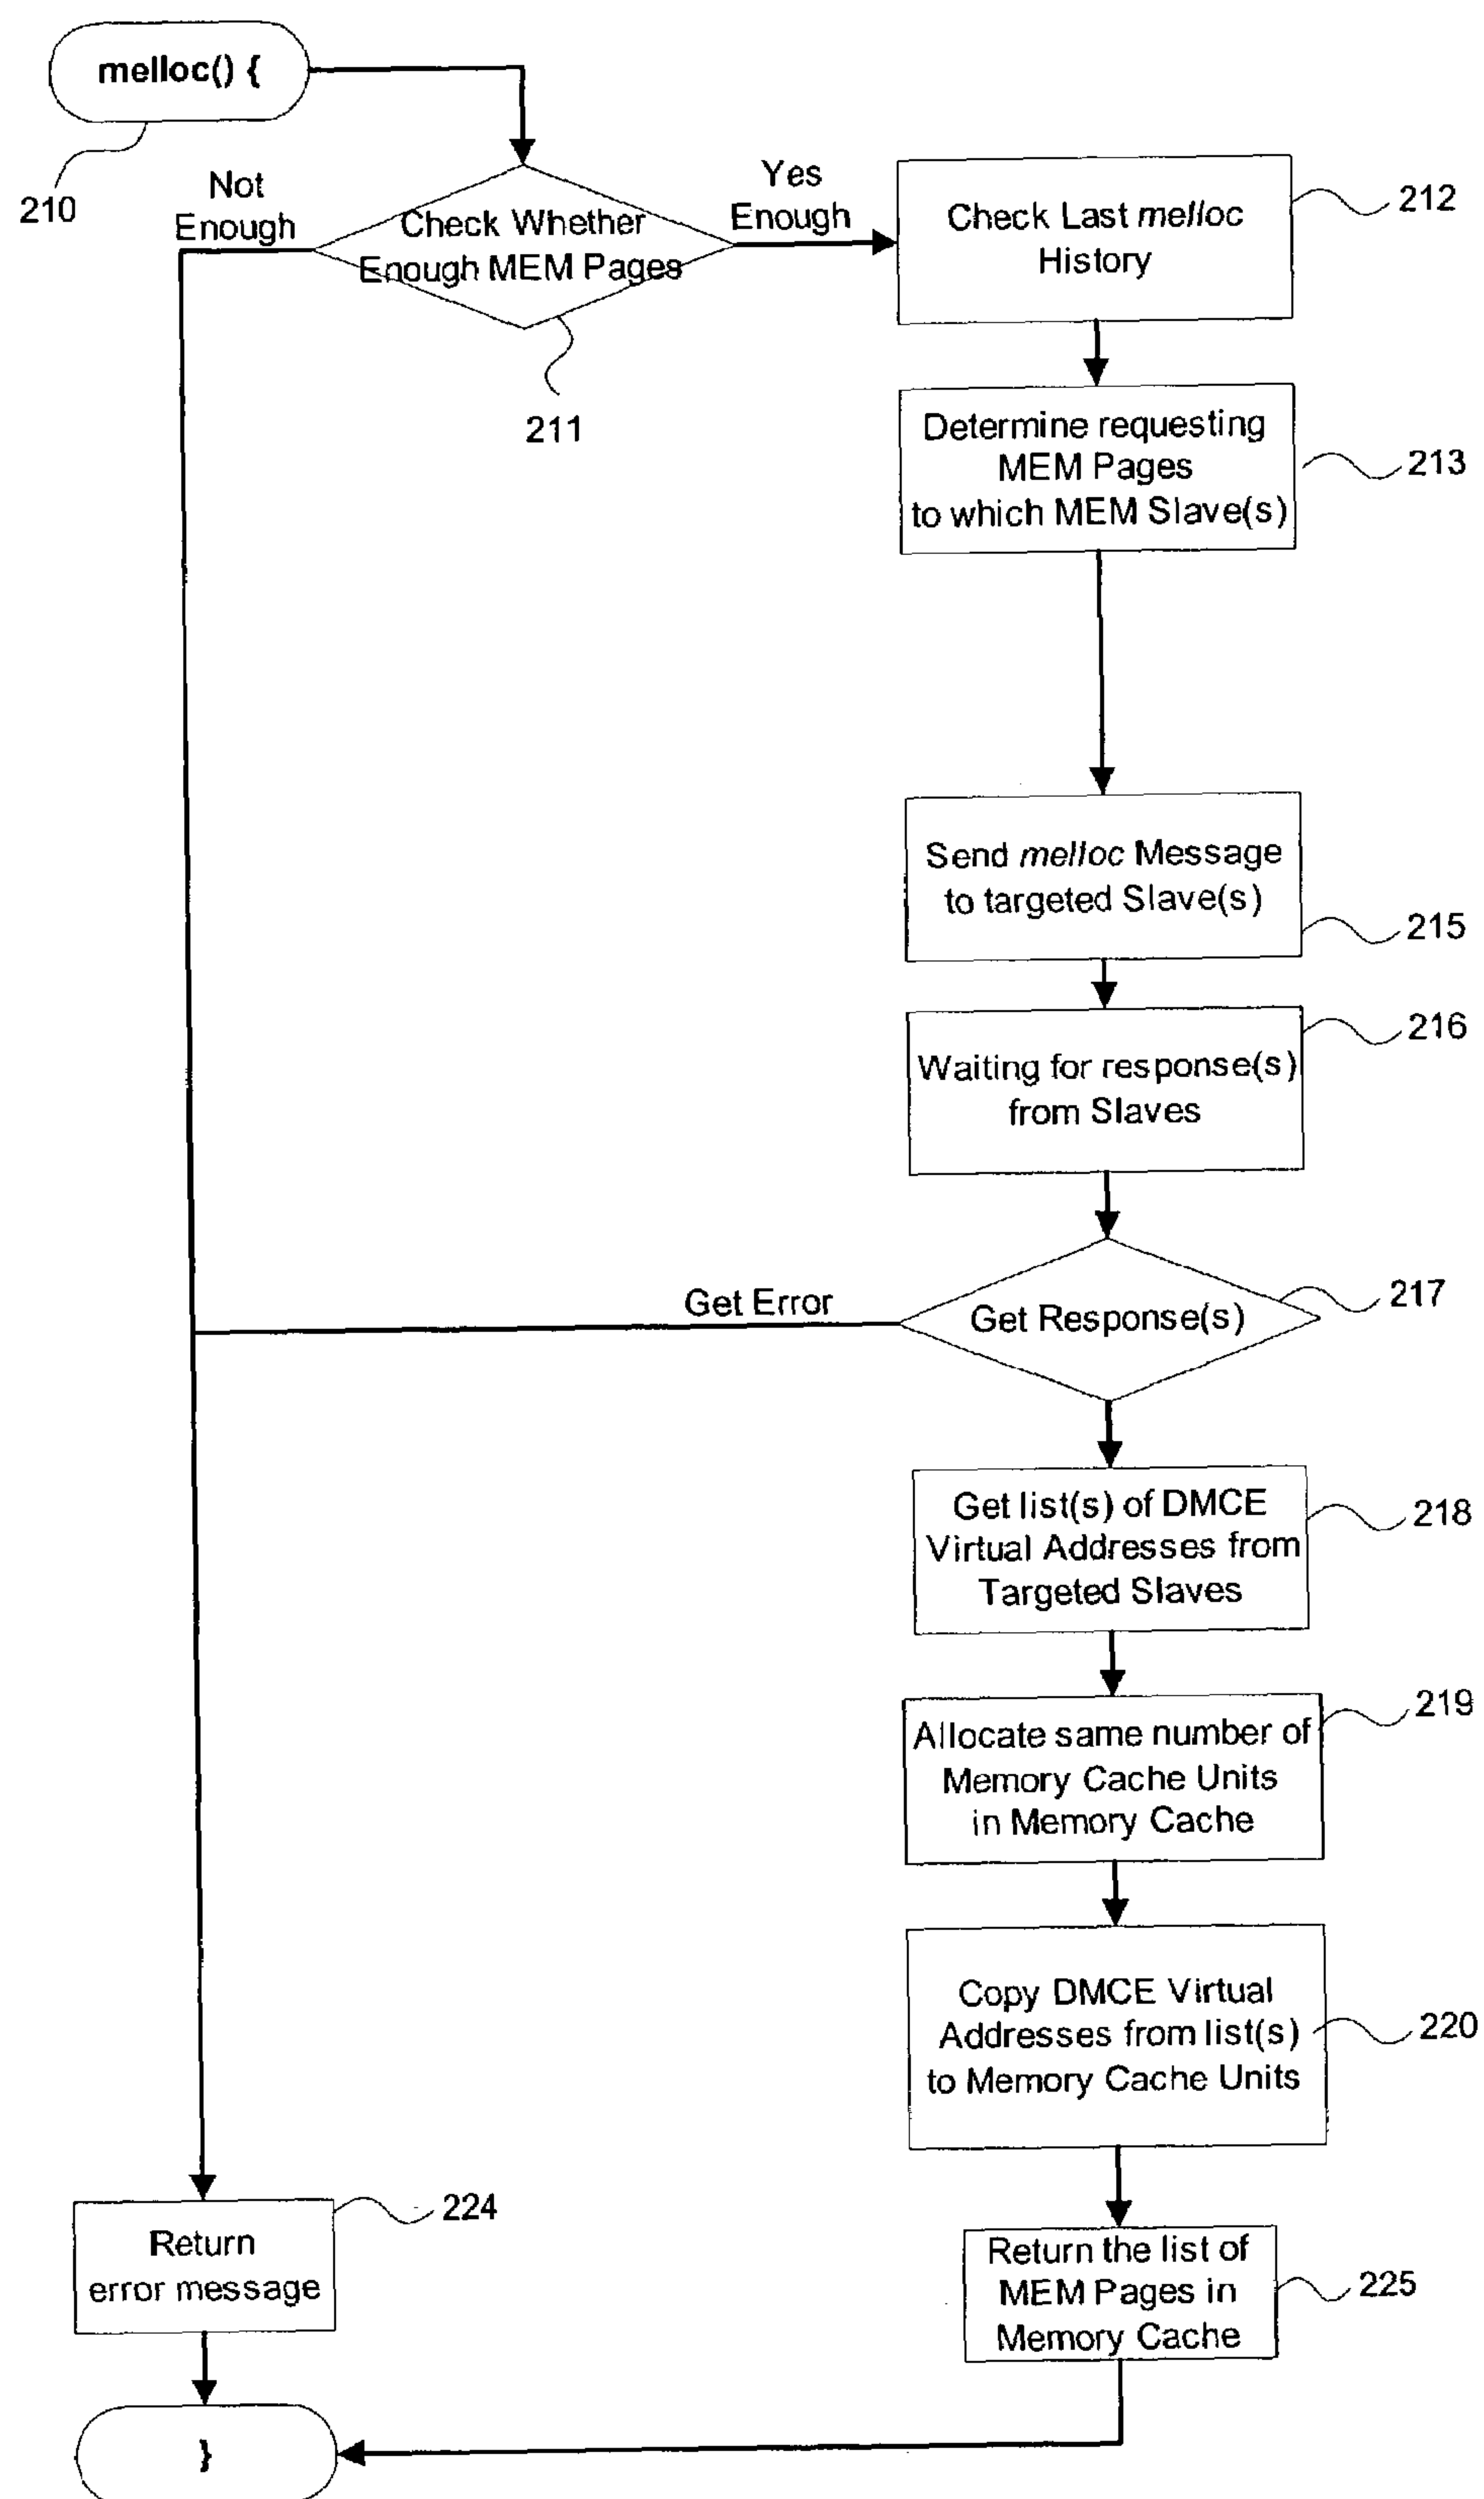 melloc() {
210
Not
Enough
Check Whether
Enough MEM Pages
211
Yes
Enough
Check Last melloc
History
212
Determine requesting
MEM Pages
to which MEM Slave(s)
213
Send melloc Message
to targeted Slave(s)
215
Waiting for response(s)
from Slaves
216
Get Response(s)
217
Get Error
Get list(s) of DMCE
Virtual Addresses from
Targeted Slaves
218
Allocate same number of
Memory Cache Units
in Memory Cache
219
Copy DMCE Virtual
Addresses from list(s)
to Memory Cache Units
220
Return
error message
224
Return the list of
MEM Pages in
Memory Cache
225
}